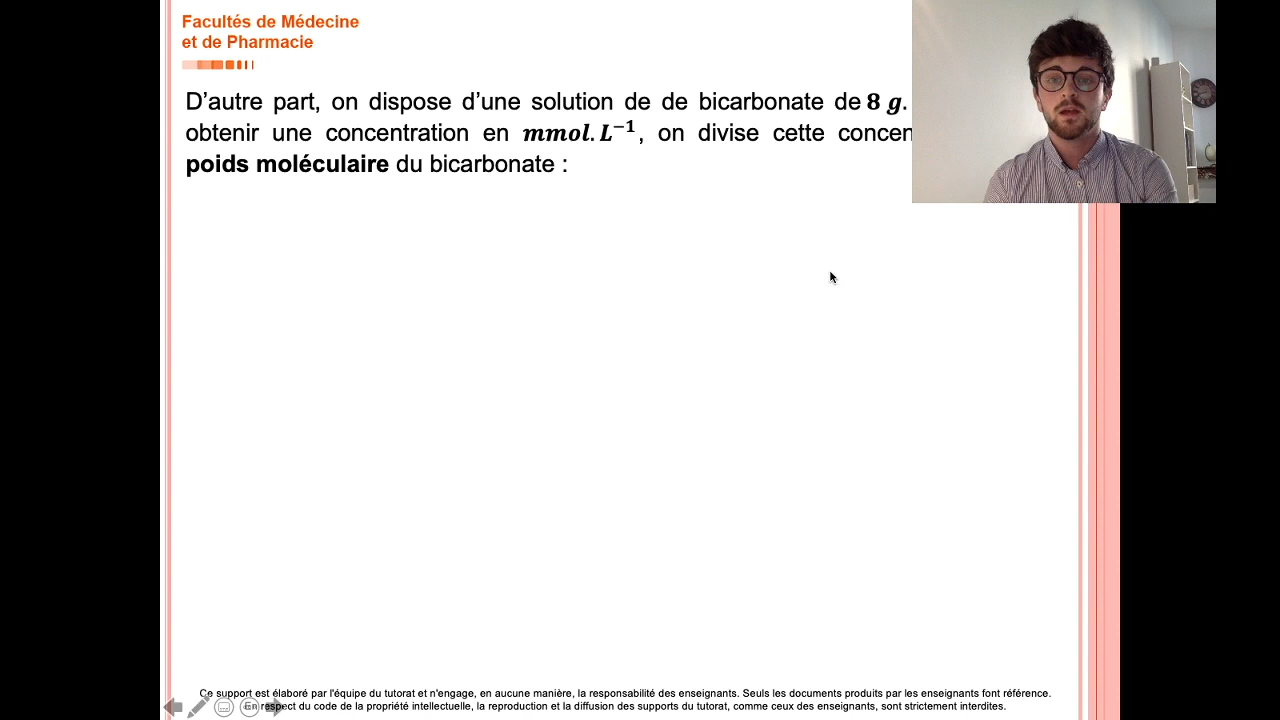 Facultés de Médecine
et de Pharmacie
D'autre part, on dispose d'une solution de de bicarbonate de 8 g.
obtenir une concentration en mmol. L⁻¹, on divise cette concen
poids moléculaire du bicarbonate :
Ce support est élaboré par l'équipe du tutorat et n'engage, en aucune manière, la responsabilité des enseignants. Seuls les documents produits par les enseignants font référence.
En respect du code de la propriété intellectuelle, la reproduction et la diffusion des supports du tutorat, comme ceux des enseignants, sont strictement interdites.